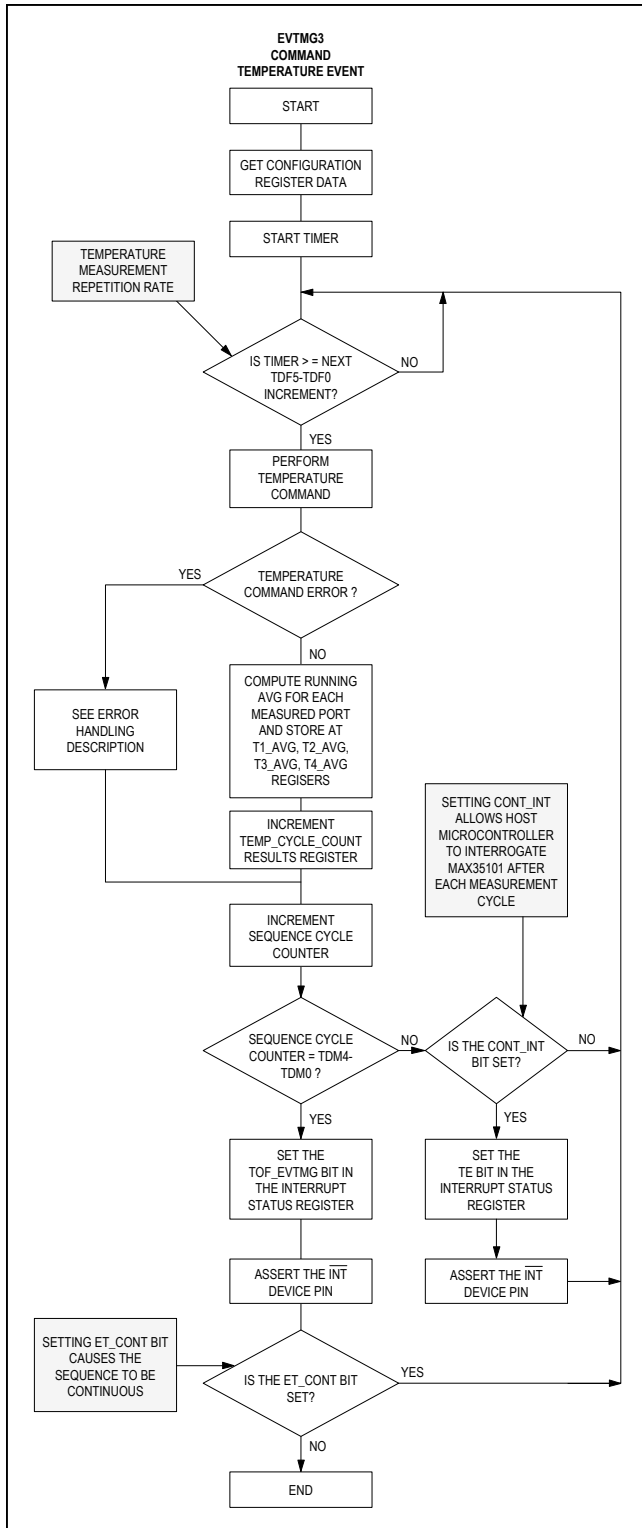 EVTMG3
COMMAND
TEMPERATURE EVENT
START
GET CONFIGURATION
REGISTER DATA
START TIMER
TEMPERATURE
MEASUREMENT
REPETITION RATE
IS TIMER > = NEXT
TDF5-TDF0
INCREMENT?
NO
YES
PERFORM
TEMPERATURE
COMMAND
YES
TEMPERATURE
COMMAND ERROR ?
NO
SEE ERROR
HANDLING
DESCRIPTION
COMPUTE RUNNING
AVG FOR EACH
MEASURED PORT
AND STORE AT
T1_AVG, T2_AVG,
T3_AVG, T4_AVG
REGISERS
INCREMENT
TEMP_CYCLE_COUNT
RESULTS REGISTER
SETTING CONT_INT
ALLOWS HOST
MICROCONTROLLER
TO INTERROGATE
MAX35101 AFTER
EACH MEASUREMENT
CYCLE
INCREMENT
SEQUENCE CYCLE
COUNTER
SEQUENCE CYCLE
COUNTER = TDM4-
TDM0 ?
NO
IS THE CONT_INT
BIT SET?
NO
YES
YES
SET THE
TOF_EVTMG BIT IN
THE INTERRUPT
STATUS REGISTER
SET THE
TE BIT IN THE
INTERRUPT STATUS
REGISTER
ASSERT THE INT
DEVICE PIN
ASSERT THE INT
DEVICE PIN
SETTING ET_CONT BIT
CAUSES THE
SEQUENCE TO BE
CONTINUOUS
IS THE ET_CONT BIT
SET?
YES
NO
END